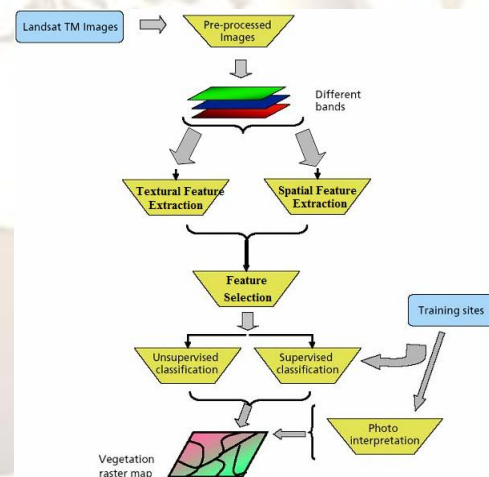 Landsat TM Images
Pre-processed
Images
Different
bands
Textural Feature
Extraction
Spatial Feature
Extraction
Feature
Selection
Training sites
Unsupervised
classification
Supervised
classification
Photo
interpretation
Vegetation
raster map